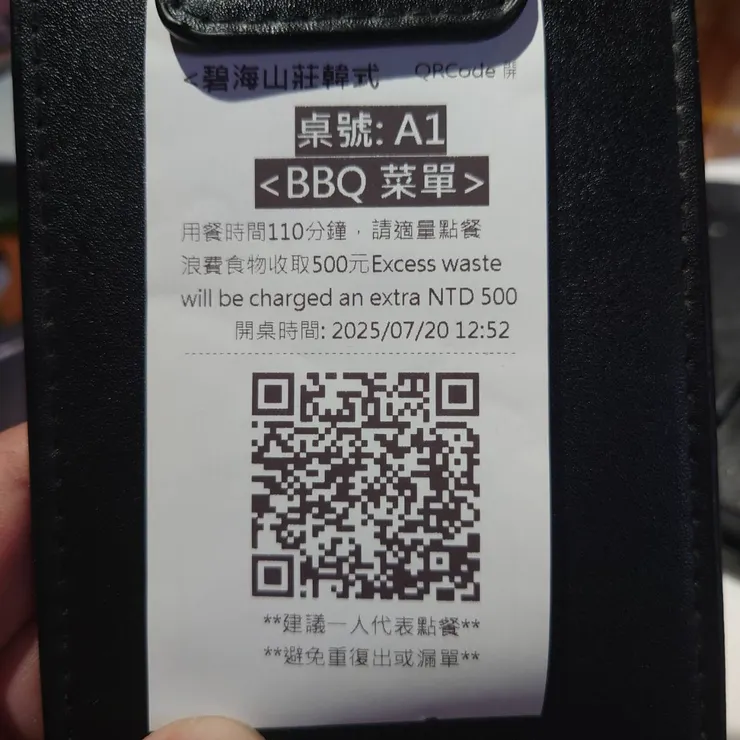 <碧海山莊韓式 QRCode 開
桌號: A1
<BBQ 菜單>
用餐時間110分鐘，請適量點餐
浪費食物收取500元Excess waste
will be charged an extra NTD 500
開桌時間: 2025/07/20 12:52
**建議一人代表點餐**
**避免重復出或漏單**